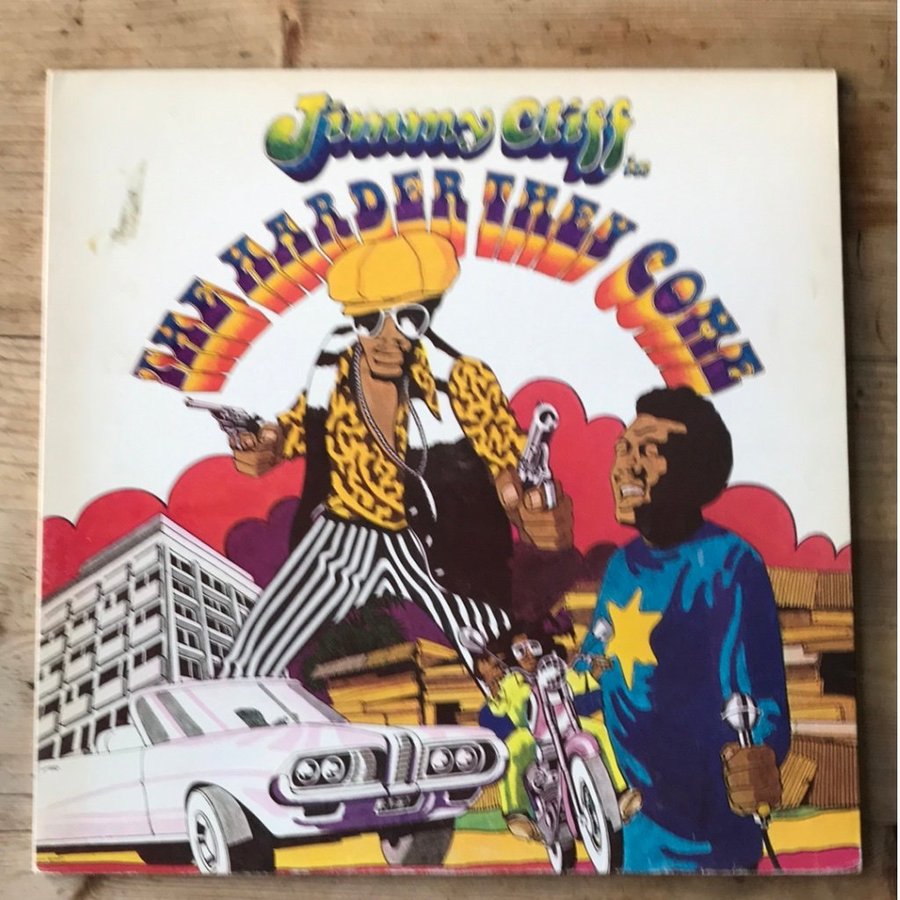 Jimmy Cliff
in
THE HARDER THEY COME